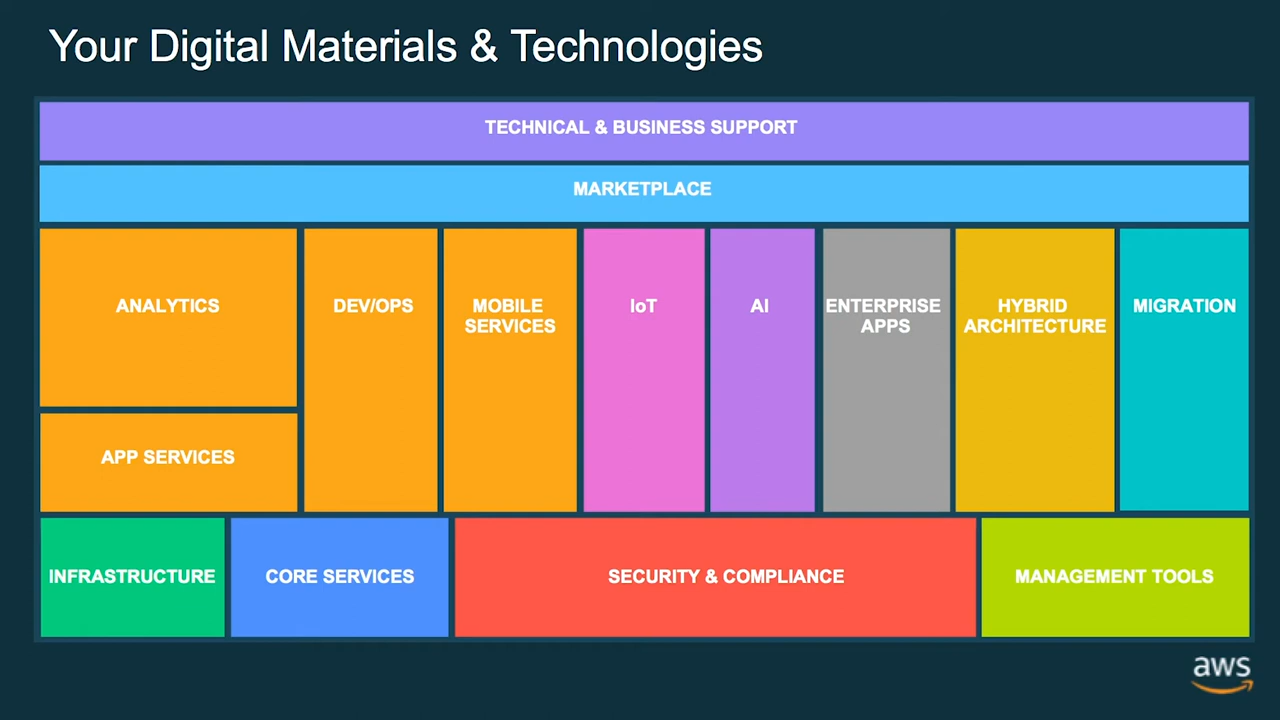 Your Digital Materials & Technologies
TECHNICAL & BUSINESS SUPPORT
MARKETPLACE
ANALYTICS
DEV/OPS
MOBILE
SERVICES
IoT
AI
ENTERPRISE
APPS
HYBRID
ARCHITECTURE
MIGRATION
APP SERVICES
INFRASTRUCTURE
CORE SERVICES
SECURITY & COMPLIANCE
MANAGEMENT TOOLS
aws